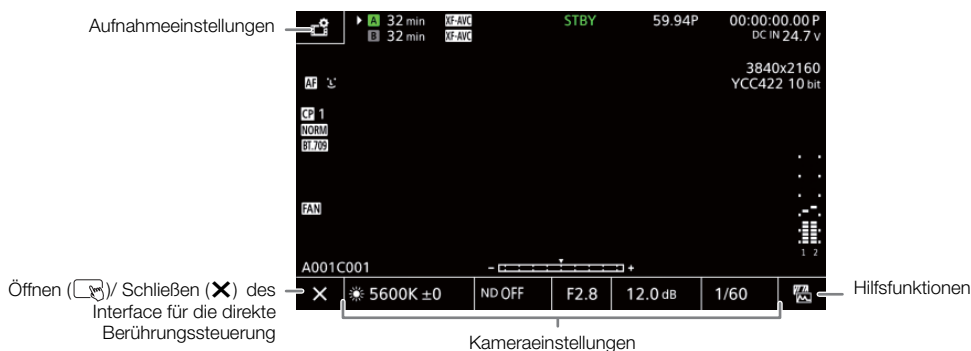 Aufnahmeeinstellungen
A 32 min XF-AVC STBY 59.94P 00:00:00.00 P
B 32 min XF-AVC DC IN 24.7 V
3840x2160
AF
YCC422 10 bit
CP 1
NORM
BT.709
FAN
1 2
A001C001 - +
Öffnen ( )/ Schließen (X) des
Interface für die direkte
Berührungssteuerung
X 5600K ±0 ND OFF F2.8 12.0 dB 1/60
Hilfsfunktionen
Kameraeinstellungen